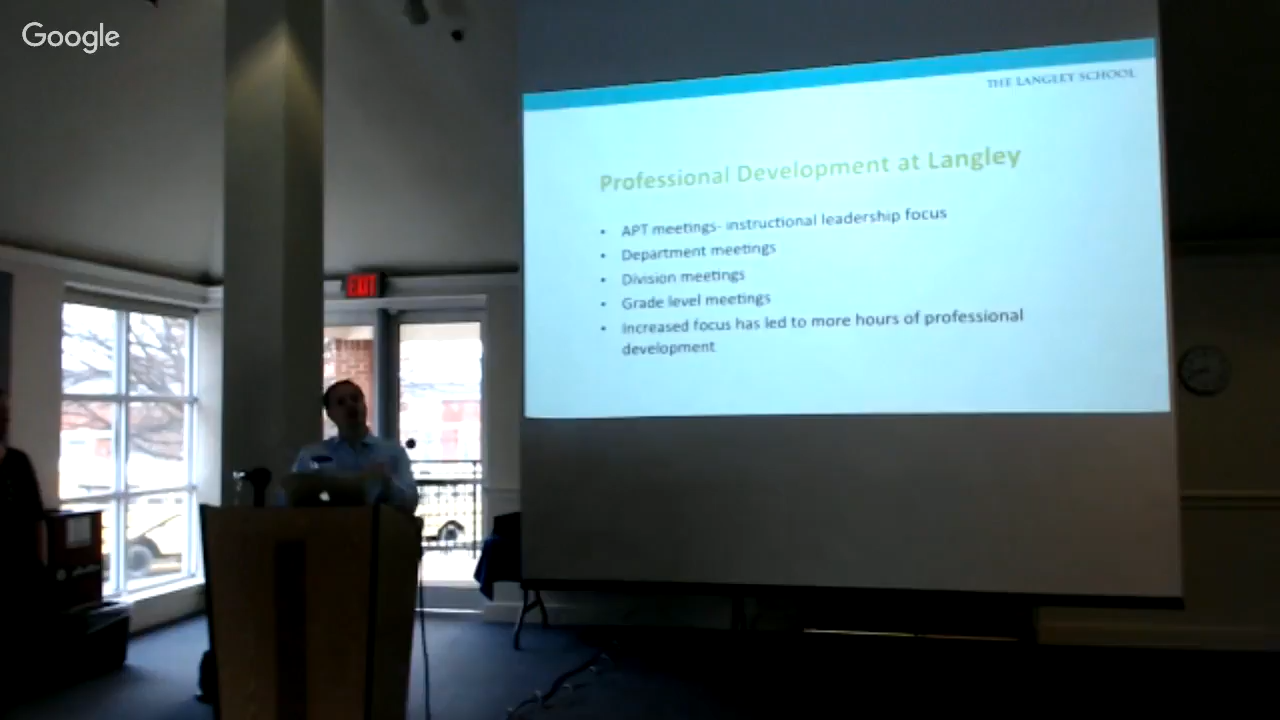 Google
THE LANGLEY SCHOOL
Professional Development at Langley
• APT meetings- instructional leadership focus
• Department meetings
• Division meetings
• Grade level meetings
• Increased focus has led to more hours of professional
development
EXIT